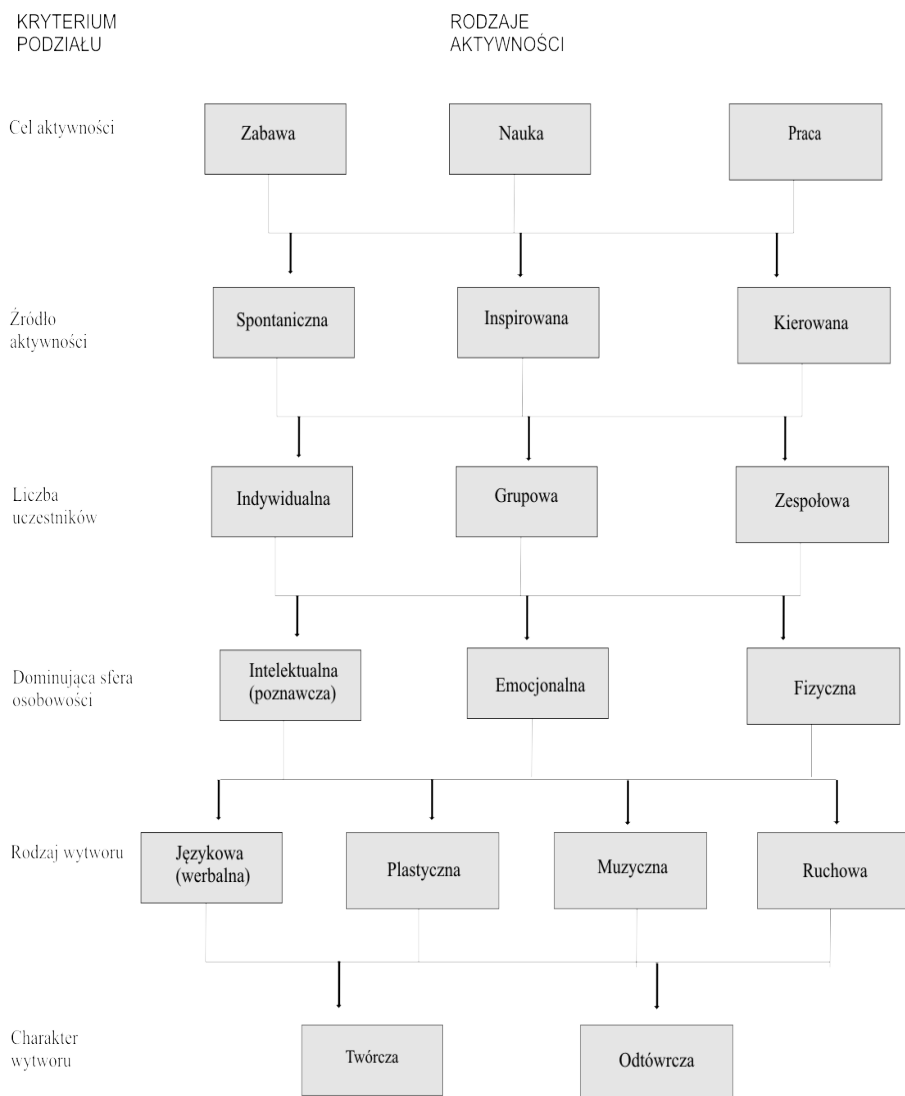 KRYTERIUM
PODZIAŁU
RODZAJE
AKTYWNOŚCI
Cel aktywności
Zabawa
Nauka
Praca
Źródło
aktywności
Spontaniczna
Inspirowana
Kierowana
Liczba
uczestników
Indywidualna
Grupowa
Zespołowa
Dominująca sfera
osobowości
Intelektualna
(poznawcza)
Emocjonalna
Fizyczna
Rodzaj wytworu
Językowa
(werbalna)
Plastyczna
Muzyczna
Ruchowa
Charakter
wytworu
Twórcza
Odtówrcza